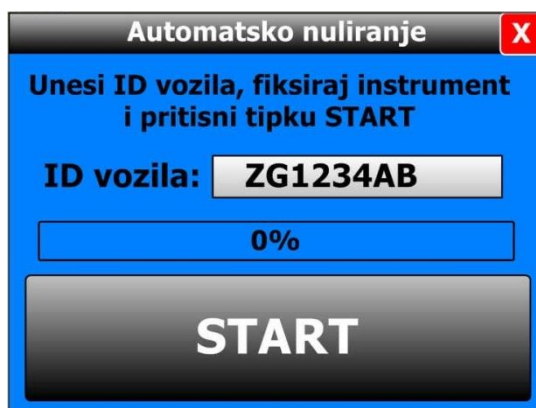 Automatsko nuliranje
X
Unesi ID vozila, fiksiraj instrument
i pritisni tipku START
ID vozila: ZG1234AB
0%
START